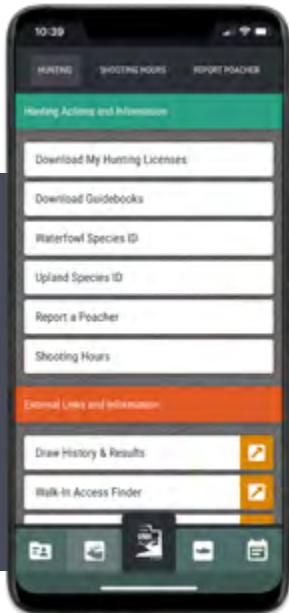 10:39
HUNTING SHOOTING HOURS REPORT POACHER
Hunting Actions and Information
Download My Hunting Licenses
Download Guidebooks
Waterfowl Species ID
Upland Species ID
Report a Poacher
Shooting Hours
External Links and Information
Draw History & Results
Walk-In Access Finder